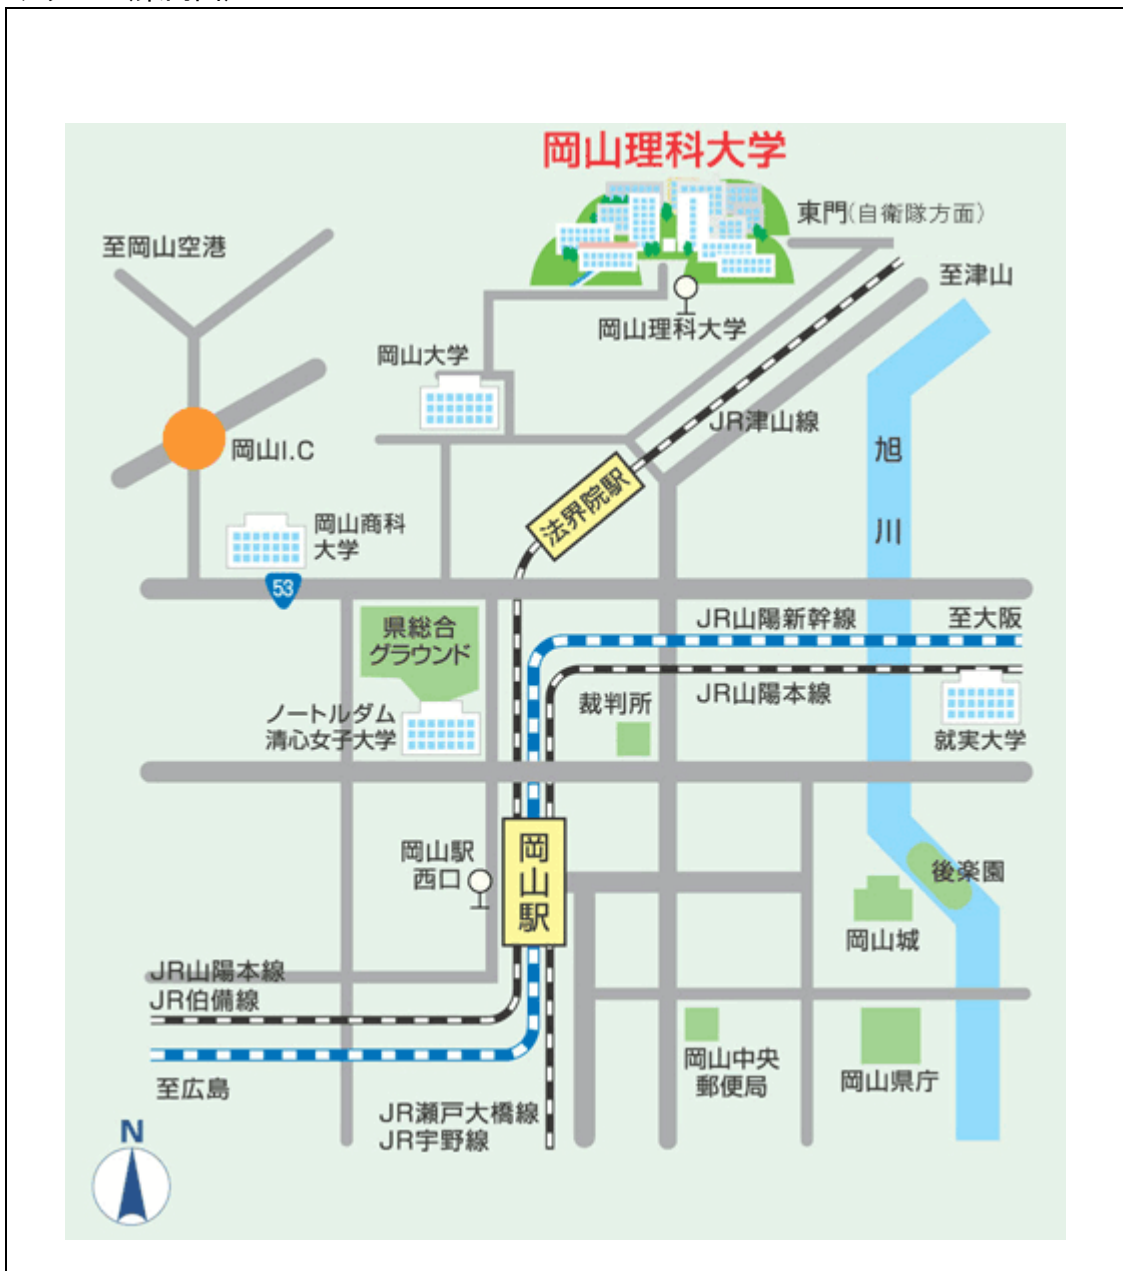 岡山理科大学
東門(自衛隊方面)
至岡山空港
至津山
岡山理科大学
岡山大学
JR津山線
岡山I.C
旭川
法界院駅
岡山商科
大学
53
JR山陽新幹線
至大阪
県総合
グラウンド
JR山陽本線
裁判所
ノートルダム
清心女子大学
就実大学
岡山駅
西口
岡山駅
後楽園
岡山城
JR山陽本線
JR伯備線
岡山中央
郵便局
岡山県庁
至広島
JR瀬戸大橋線
JR宇野線
N